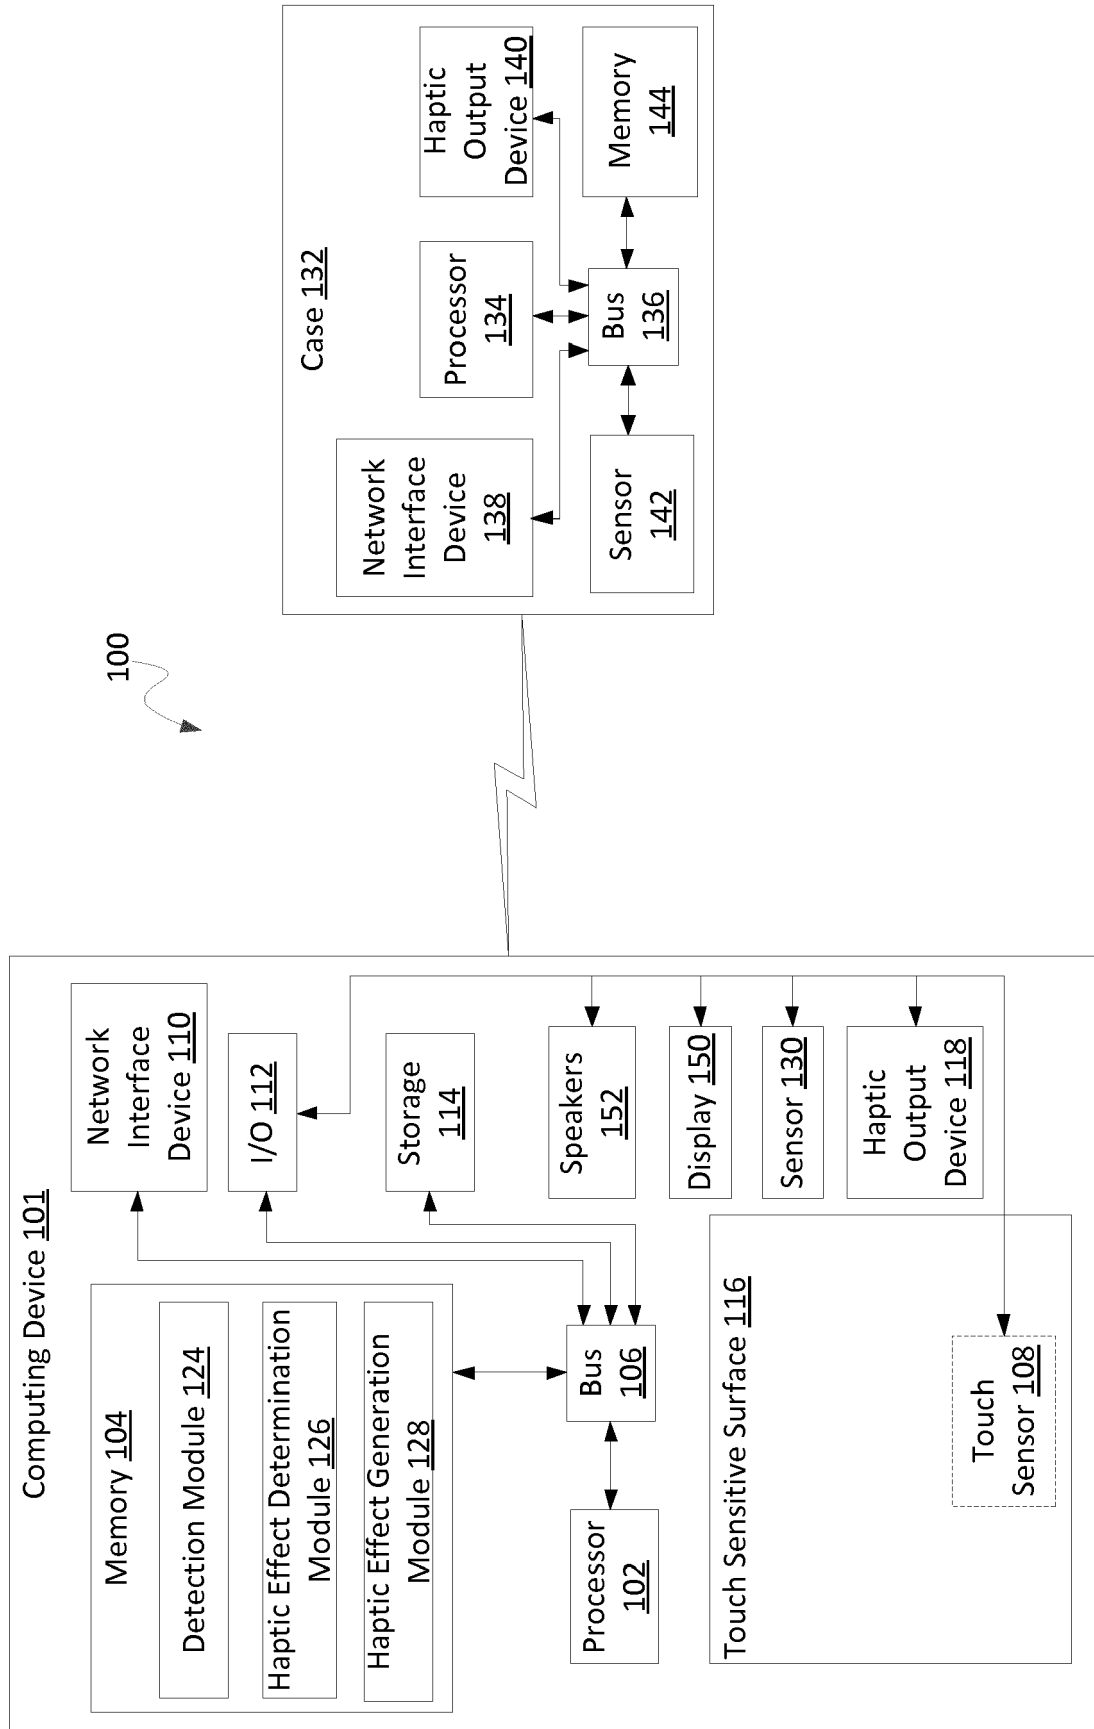 100
Computing Device 101
Memory 104
Detection Module 124
Haptic Effect Determination
Module 126
Haptic Effect Generation
Module 128
Network
Interface
Device 110
I/O 112
Storage
114
Bus
106
Processor
102
Speakers
152
Display 150
Sensor 130
Haptic
Output
Device 118
Touch Sensitive Surface 116
Touch
Sensor 108
Case 132
Network
Interface
Device
138
Processor
134
Haptic
Output
Device 140
Sensor
142
Bus
136
Memory
144